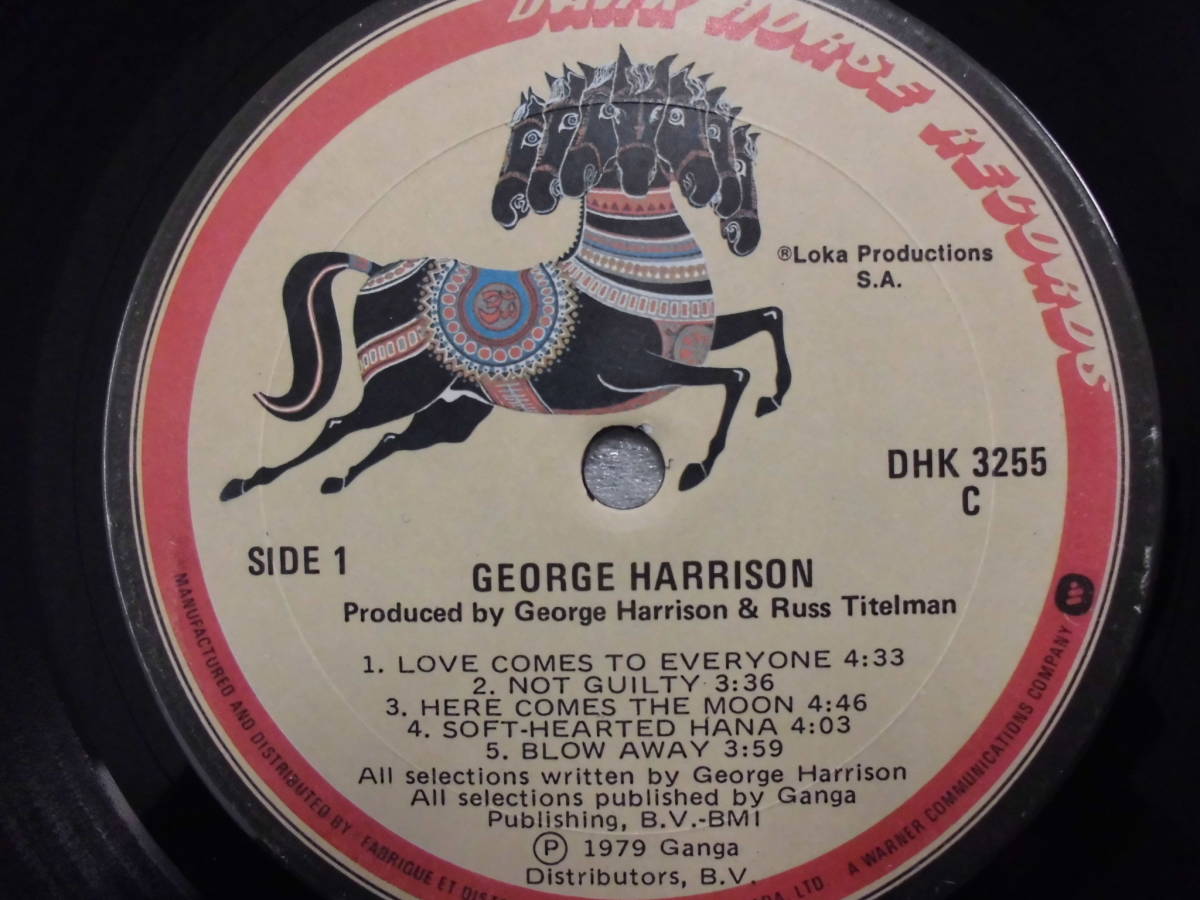 DARK HORSE RECORDS
®Loka Productions
S.A.
DHK 3255
C
SIDE 1
GEORGE HARRISON
Produced by George Harrison & Russ Titelman
1. LOVE COMES TO EVERYONE 4:33
2. NOT GUILTY 3:36
3. HERE COMES THE MOON 4:46
4. SOFT-HEARTED HANA 4:03
5. BLOW AWAY 3:59
All selections written by George Harrison
All selections published by Ganga
Publishing, B.V.-BMI
Ⓟ 1979 Ganga
Distributors, B.V.
MANUFACTURED AND DISTRIBUTED BY FABRIQUE ET DIST
LTD. A WARNER COMMUNICATIONS COMPANY